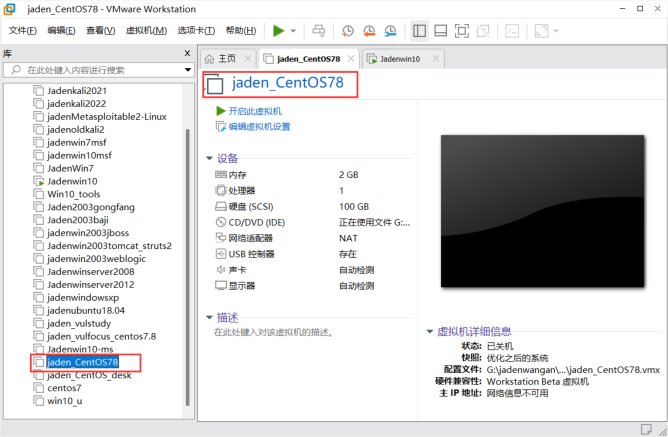 jaden_CentOS78 - VMware Workstation
文件(F) 编辑(E) 查看(V) 虚拟机(M) 选项卡(T) 帮助(H)
库
在此处键入内容进行搜索
Jadenkali2021
jadenkali2022
jadenMetasploitable2-Linux
jadenoldkali2
jadenwin7msf
jadenwin10msf
JadenWin7
Jadenwin10
Win10_tools
Jaden2003gongfang
Jaden2003baji
jadenwin2003jboss
Jadenwin2003tomcat_struts2
jadenwin2003weblogic
Jadenwinserver2008
Jadenwinserver2012
jadenwindowsxp
jadenubuntu18.04
jaden_vulstudy
jaden_vulfocus_centos7.8
Jadenwin10-ms
jaden_CentOS78
jaden_CentOS_desk
centos7
win10_u
主页 jaden_CentOS78 Jadenwin10
jaden_CentOS78
开启此虚拟机
编辑虚拟机设置
设备
内存 2 GB
处理器 1
硬盘 (SCSI) 100 GB
CD/DVD (IDE) 正在使用文件 G:...
网络适配器 NAT
USB 控制器 存在
声卡 自动检测
显示器 自动检测
描述
在此处键入对该虚拟机的描述。
虚拟机详细信息
状态: 已关机
快照: 优化之后的系统
配置文件: G:\jadenwangan\...\jaden_CentOS78.vmx
硬件兼容性: Workstation Beta 虚拟机
主 IP 地址: 网络信息不可用